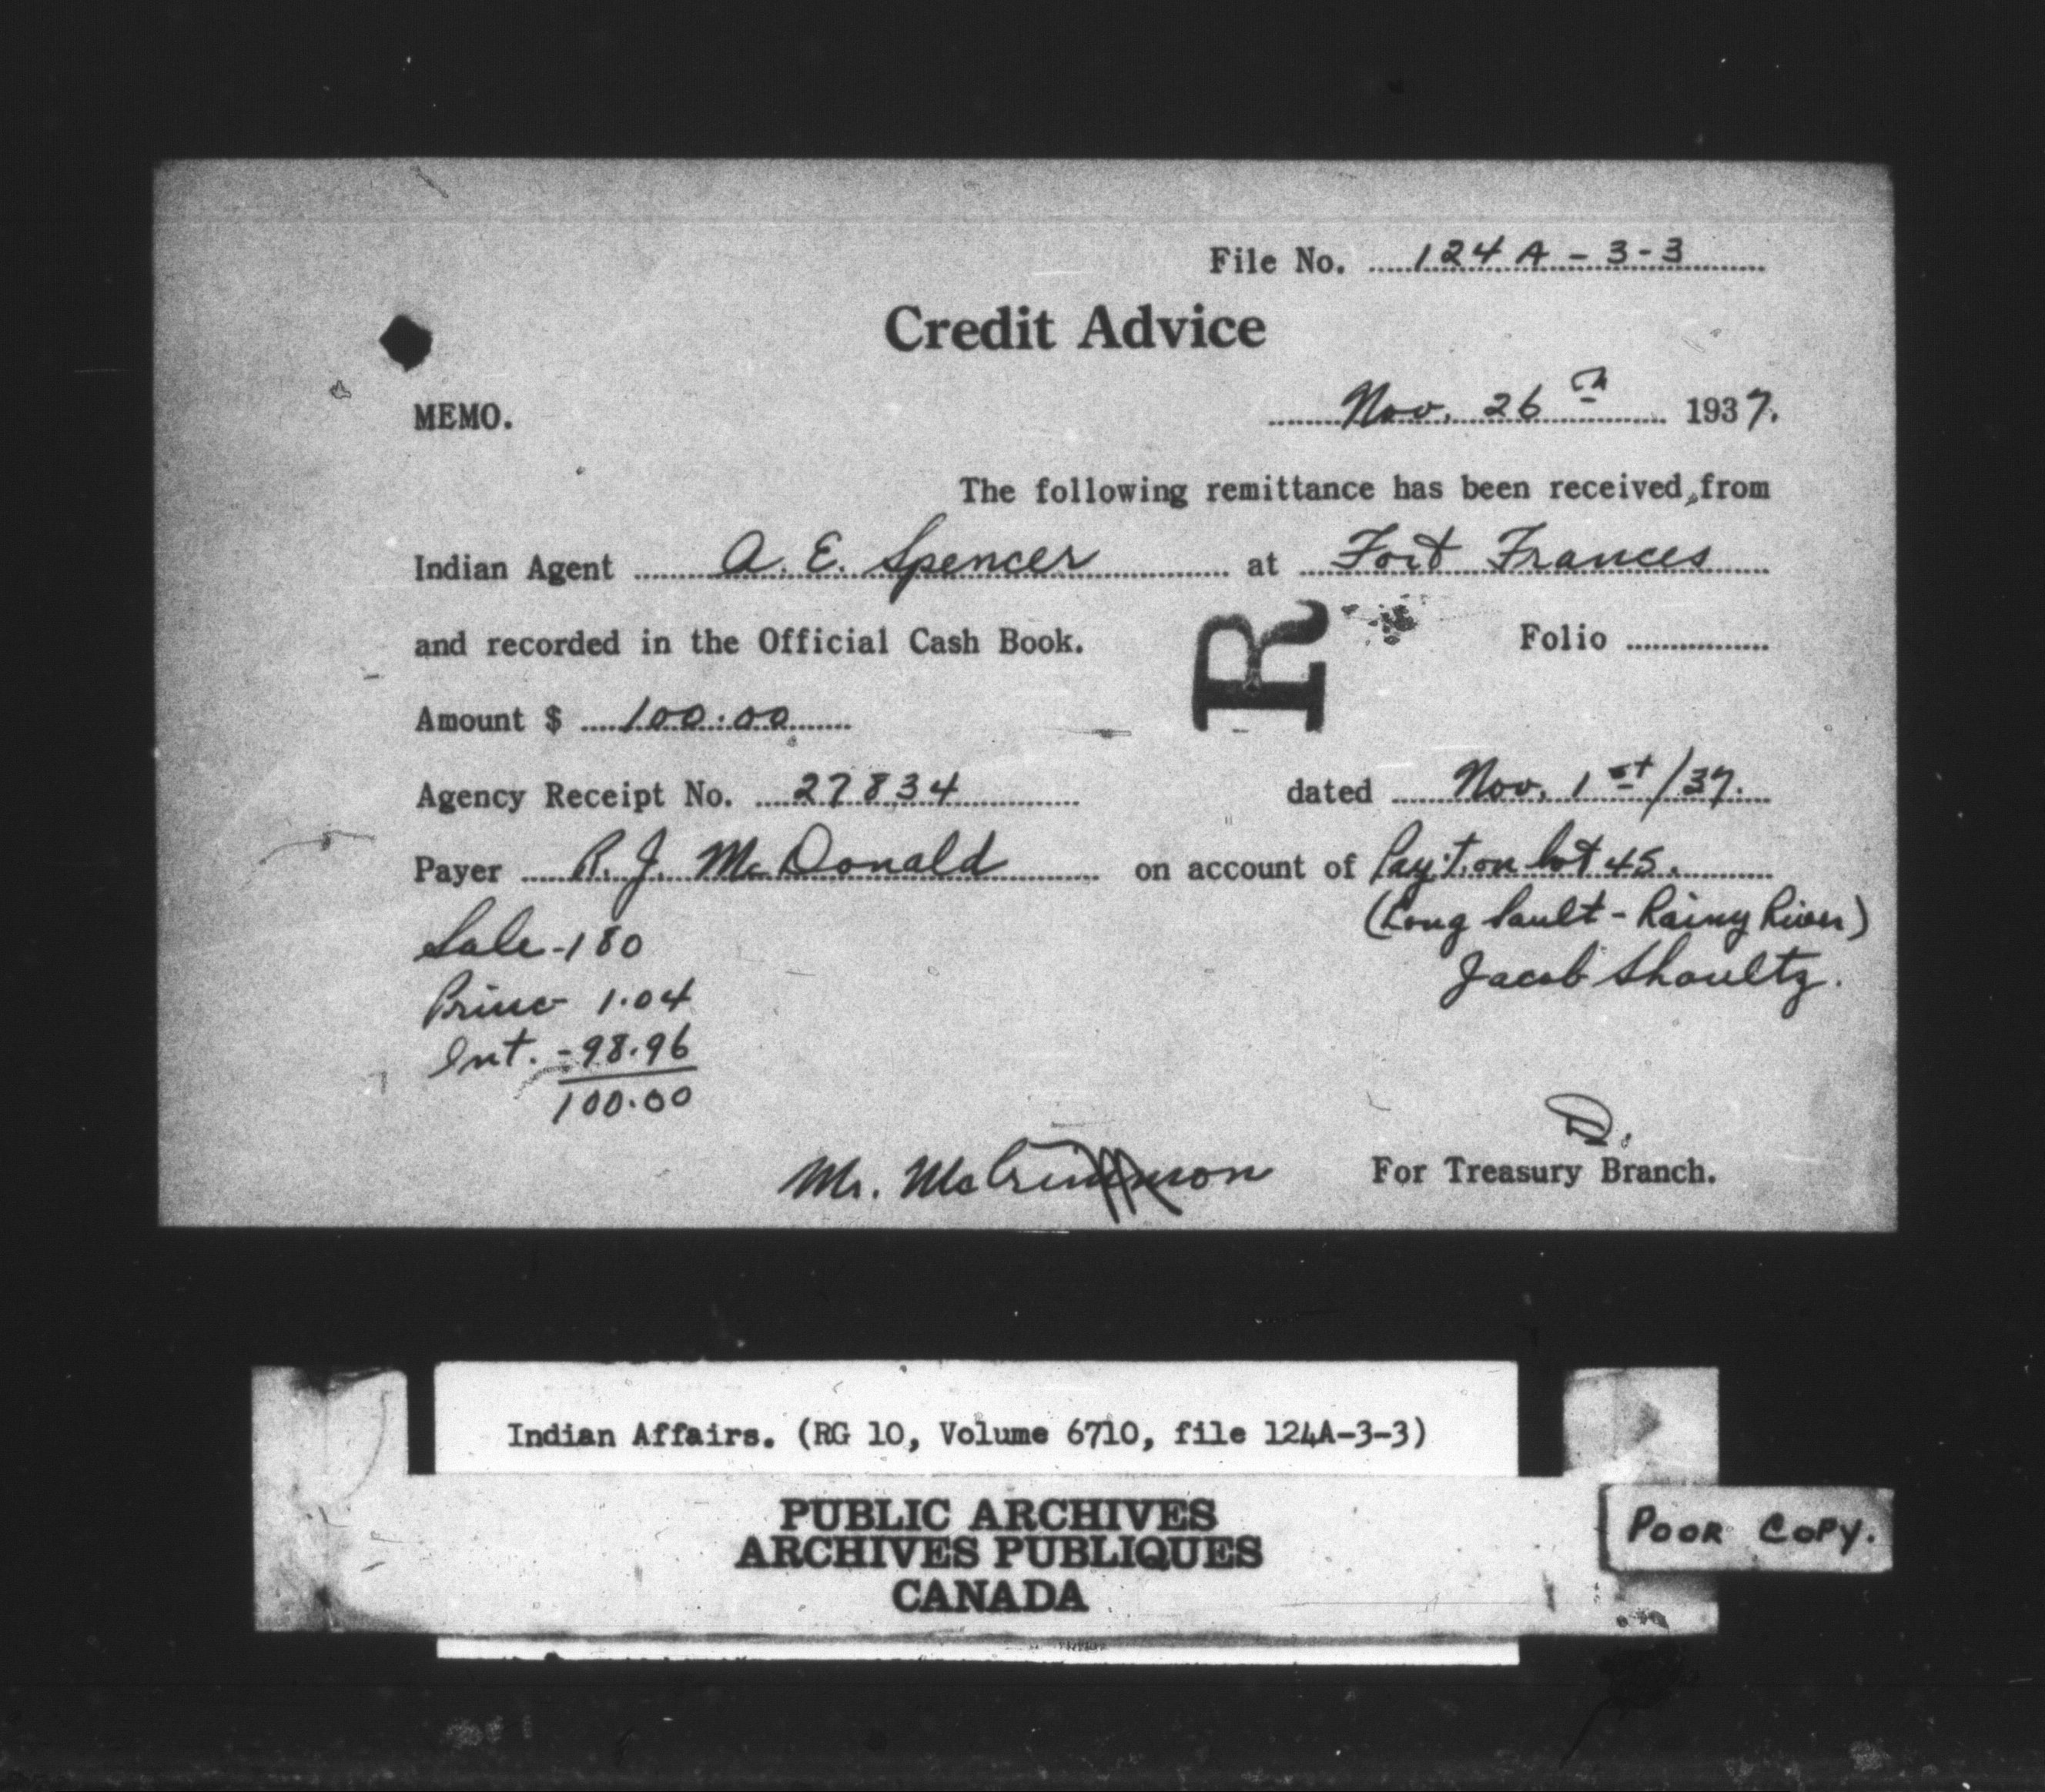 File No. 124 A - 3-3
Credit Advice
MEMO. Nov. 26th 1937.
The following remittance has been received from
Indian Agent A. E. Spencer at Fort Frances
and recorded in the Official Cash Book. Folio
R
Amount $ 100.00
Agency Receipt No. 27834 dated Nov. 1st/37.
Payer R. J. McDonald on account of Pay't. on lot 45.
(Long Sault - Rainy River)
Sale - 180
Jacob Shoultz.
Princ 1.04
Int. - 98.96
100.00
D.
Mr. McCrimmon For Treasury Branch.
Indian Affairs. (RG 10, Volume 6710, file 124A-3-3)
PUBLIC ARCHIVES
ARCHIVES PUBLIQUES
CANADA
POOR COPY.